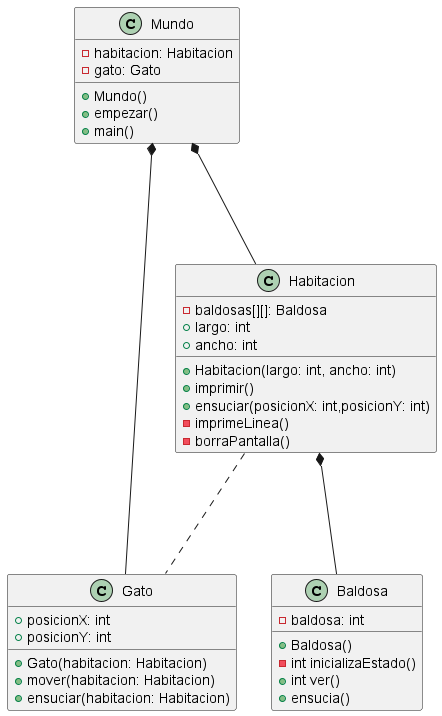 C Mundo
habitacion: Habitacion
gato: Gato
Mundo()
empezar()
main()
C Habitacion
baldosas[][]: Baldosa
largo: int
ancho: int
Habitacion(largo: int, ancho: int)
imprimir()
ensuciar(posicionX: int,posicionY: int)
imprimeLinea()
borraPantalla()
C Gato
posicionX: int
posicionY: int
Gato(habitacion: Habitacion)
mover(habitacion: Habitacion)
ensuciar(habitacion: Habitacion)
C Baldosa
baldosa: int
Baldosa()
int inicializaEstado()
int ver()
ensucia()